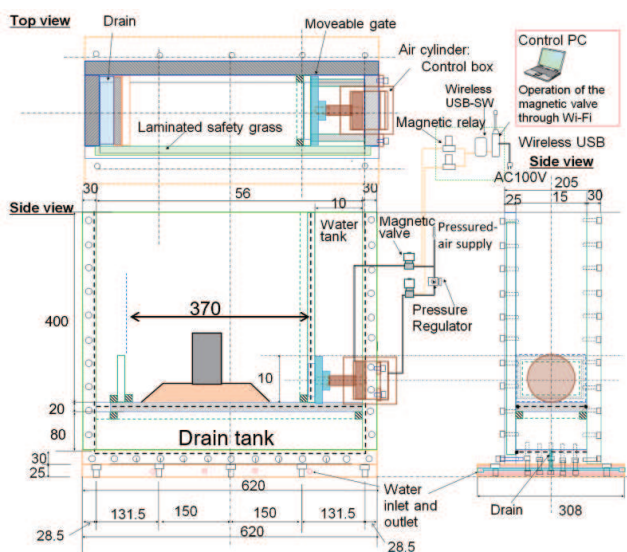 Top view
Drain
Moveable gate
Air cylinder:
Control box
Control PC
Operation of the
magnetic valve
through Wi-Fi
Wireless
USB-SW
Magnetic relay
Wireless USB
Laminated safety grass
Side view
AC100V
205
30
56
30
25
15
30
Side view
10
Water
tank
Magnetic
valve
Pressured-
air supply
370
400
Pressure
Regulator
10
20
80
Drain tank
30
25
620
Water
inlet and
outlet
Drain
308
131.5
150
150
131.5
28.5
620
28.5